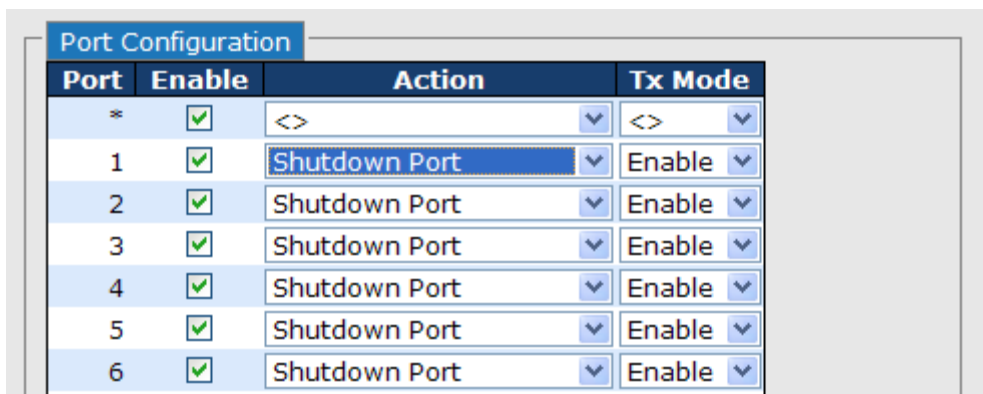 Port Configuration
Port Enable Action Tx Mode
* <> <>
1 Shutdown Port Enable
2 Shutdown Port Enable
3 Shutdown Port Enable
4 Shutdown Port Enable
5 Shutdown Port Enable
6 Shutdown Port Enable